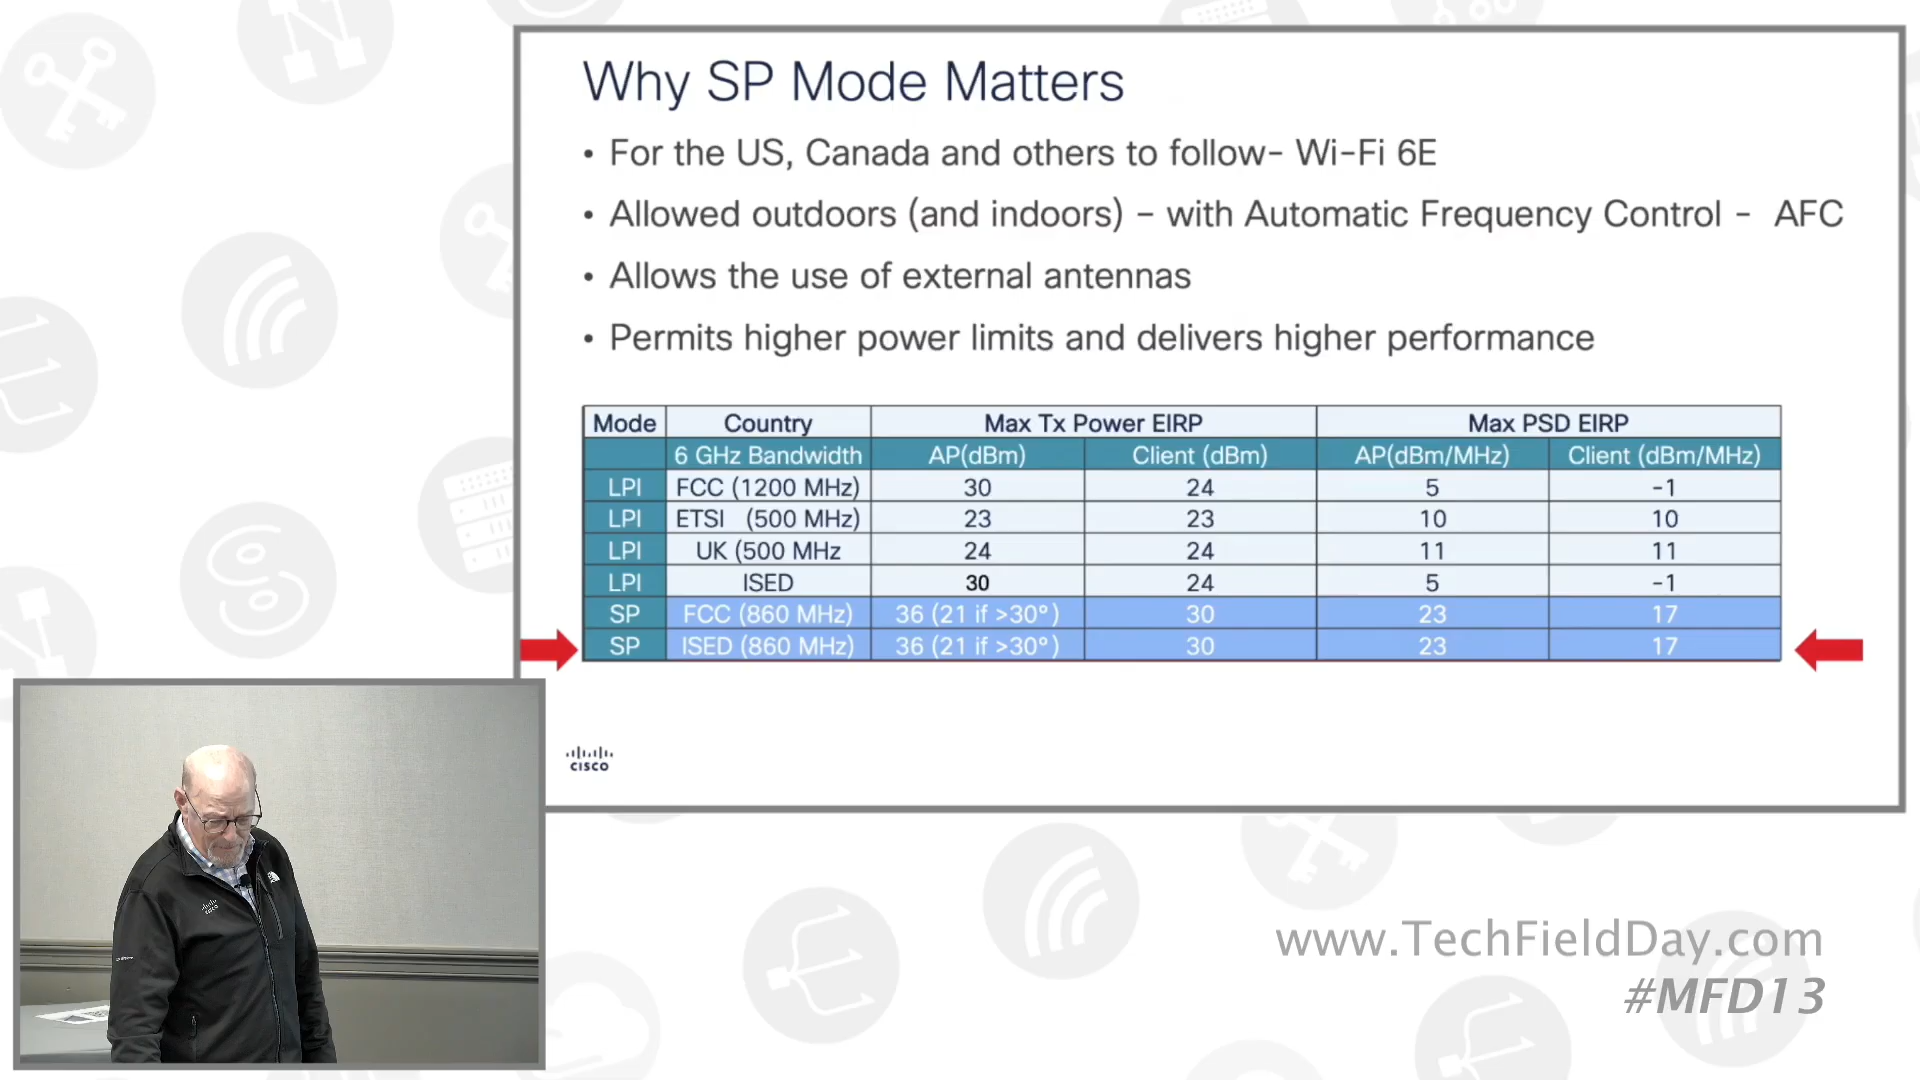 Why SP Mode Matters
• For the US, Canada and others to follow- Wi-Fi 6E
• Allowed outdoors (and indoors) – with Automatic Frequency Control - AFC
• Allows the use of external antennas
• Permits higher power limits and delivers higher performance
Mode Country Max Tx Power EIRP Max PSD EIRP
6 GHz Bandwidth AP(dBm) Client (dBm) AP(dBm/MHz) Client (dBm/MHz)
LPI FCC (1200 MHz) 30 24 5 -1
LPI ETSI (500 MHz) 23 23 10 10
LPI UK (500 MHz 24 24 11 11
LPI ISED 30 24 5 -1
SP FCC (860 MHz) 36 (21 if >30°) 30 23 17
SP ISED (860 MHz) 36 (21 if >30°) 30 23 17
CISCO
www.TechFieldDay.com
#MFD13